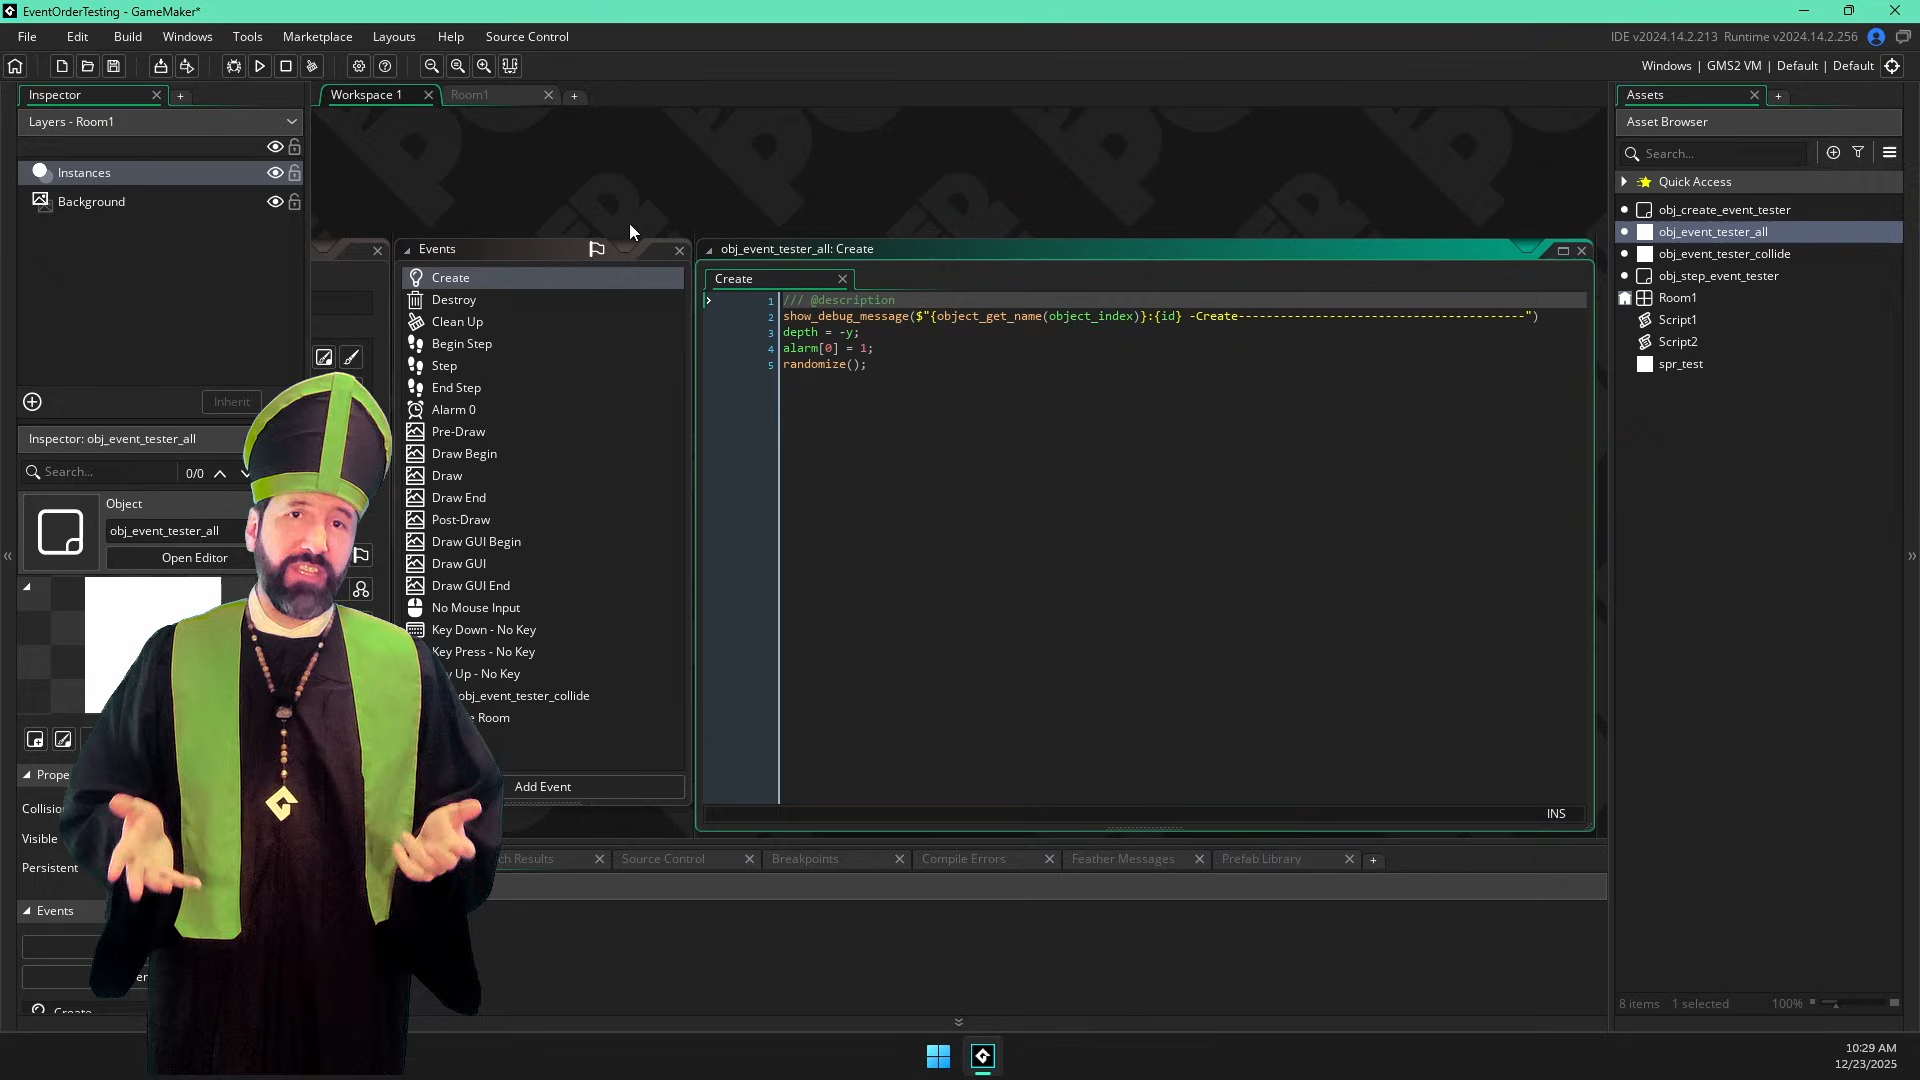 EventOrderTesting - GameMaker*
File Edit Build Windows Tools Marketplace Layouts Help Source Control
IDE v2024.14.2.213 Runtime v2024.14.2.256
Windows | GMS2 VM | Default | Default
Inspector
Layers - Room1
Instances
Background
Inherit
Inspector: obj_event_tester_all
Search...
0/0
Object
obj_event_tester_all
Open Editor
Visible
Persistent
Events
Create
Workspace 1
Room1
Events
Create
Destroy
Clean Up
Begin Step
Step
End Step
Alarm 0
Pre-Draw
Draw Begin
Draw
Draw End
Post-Draw
Draw GUI Begin
Draw GUI
Draw GUI End
No Mouse Input
Key Down - No Key
Key Press - No Key
Up - No Key
obj_event_tester_collide
Room
Add Event
obj_event_tester_all: Create
Create
1 /// @description
2 show_debug_message($"{object_get_name(object_index)}:{id} -Create-----------------------------------------")
3 depth = -y;
4 alarm[0] = 1;
5 randomize();
INS
Results
Source Control
Breakpoints
Compile Errors
Feather Messages
Prefab Library
Assets
Asset Browser
Search...
Quick Access
obj_create_event_tester
obj_event_tester_all
obj_event_tester_collide
obj_step_event_tester
Room1
Script1
Script2
spr_test
8 items 1 selected 100%
10:29 AM
12/23/2025